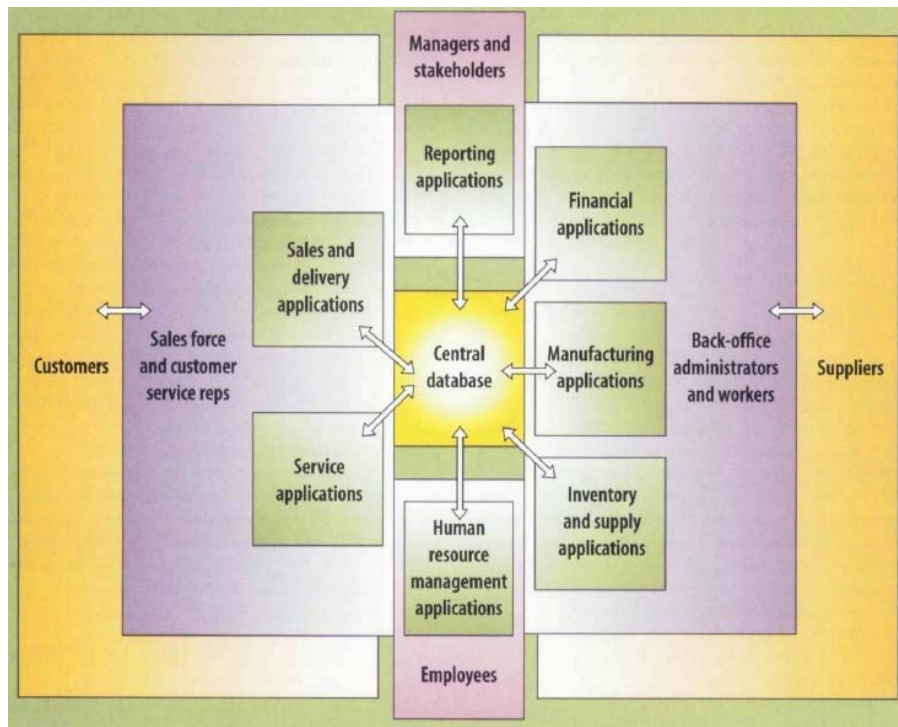 Managers and
stakeholders
Reporting
applications
Financial
applications
Sales and
delivery
applications
Customers
Sales force
and customer
service reps
Central
database
Manufacturing
applications
Back-office
administrators
and workers
Suppliers
Service
applications
Inventory
and supply
applications
Human
resource
management
applications
Employees